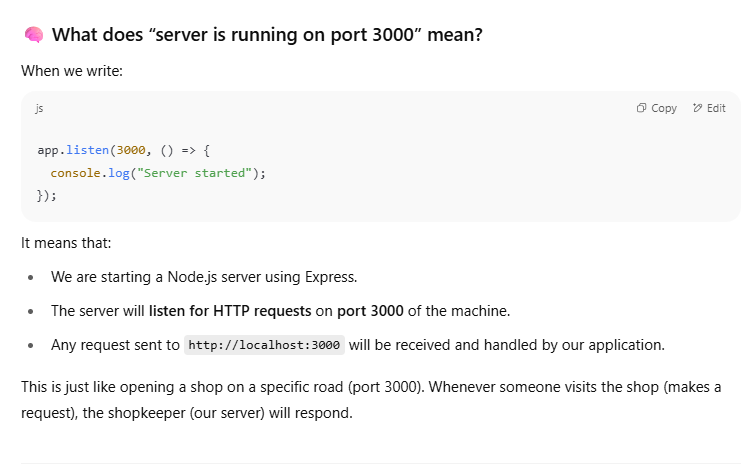 🧠 What does “server is running on port 3000” mean?
When we write:
js
Copy Edit
app.listen(3000, () => {
  console.log("Server started");
});
It means that:
• We are starting a Node.js server using Express.
• The server will listen for HTTP requests on port 3000 of the machine.
• Any request sent to http://localhost:3000 will be received and handled by our application.
This is just like opening a shop on a specific road (port 3000). Whenever someone visits the shop (makes a
request), the shopkeeper (our server) will respond.